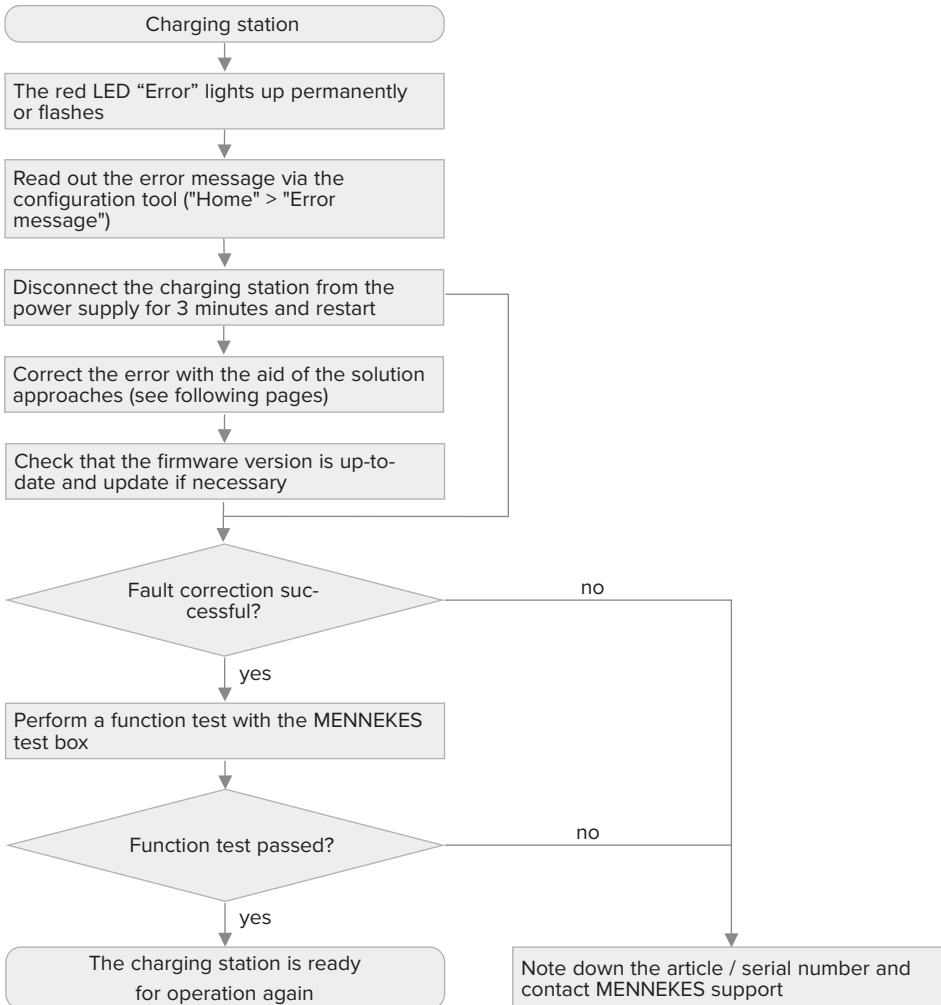 Charging station
The red LED “Error” lights up permanently
or flashes
Read out the error message via the
configuration tool ("Home" > "Error
message")
Disconnect the charging station from the
power supply for 3 minutes and restart
Correct the error with the aid of the solution
approaches (see following pages)
Check that the firmware version is up-to-
date and update if necessary
Fault correction suc-
cessful?
no
yes
Perform a function test with the MENNEKES
test box
Function test passed?
no
yes
The charging station is ready
for operation again
Note down the article / serial number and
contact MENNEKES support